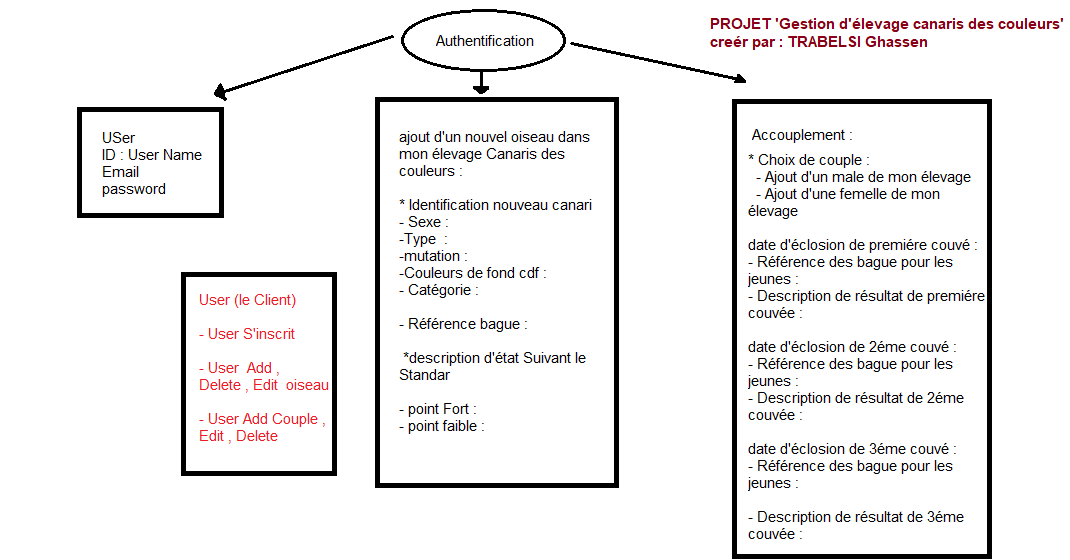 Authentification
PROJET 'Gestion d'élevage canaris des couleurs'
creér par : TRABELSI Ghassen
USer
ID : User Name
Email
password
User (le Client)
- User S'inscrit
- User Add ,
Delete , Edit oiseau
- User Add Couple ,
Edit , Delete
ajout d'un nouvel oiseau dans
mon élevage Canaris des
couleurs :
* Identification nouveau canari
- Sexe :
-Type :
-mutation :
-Couleurs de fond cdf :
- Catégorie :
- Référence bague :
*description d'état Suivant le
Standar
- point Fort :
- point faible :
Accouplement :
* Choix de couple :
- Ajout d'un male de mon élevage
- Ajout d'une femelle de mon
élevage
date d'éclosion de premiére couvé :
- Référence des bague pour les
jeunes :
- Description de résultat de premiére
couvée :
date d'éclosion de 2éme couvé :
- Référence des bague pour les
jeunes :
- Description de résultat de 2éme
couvée :
date d'éclosion de 3éme couvé :
- Référence des bague pour les
jeunes :
- Description de résultat de 3éme
couvée :